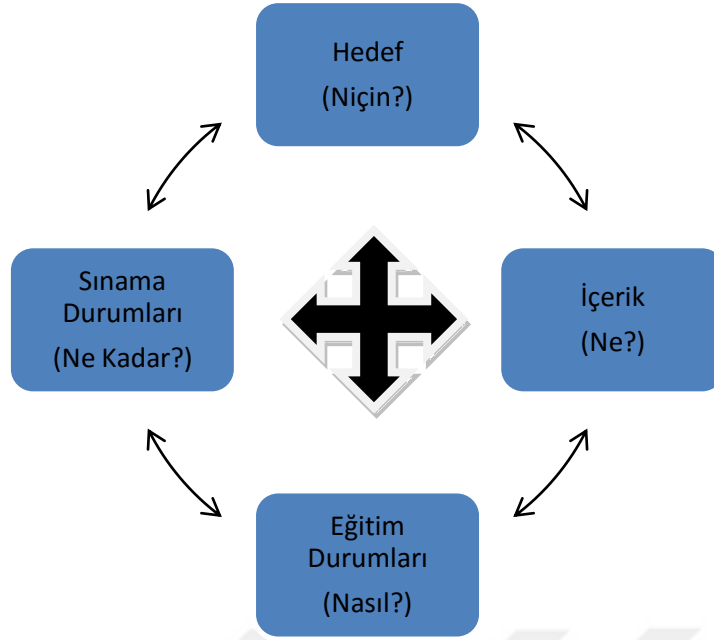 Hedef
(Niçin?)
Sınama
Durumları
(Ne Kadar?)
İçerik
(Ne?)
Eğitim
Durumları
(Nasıl?)